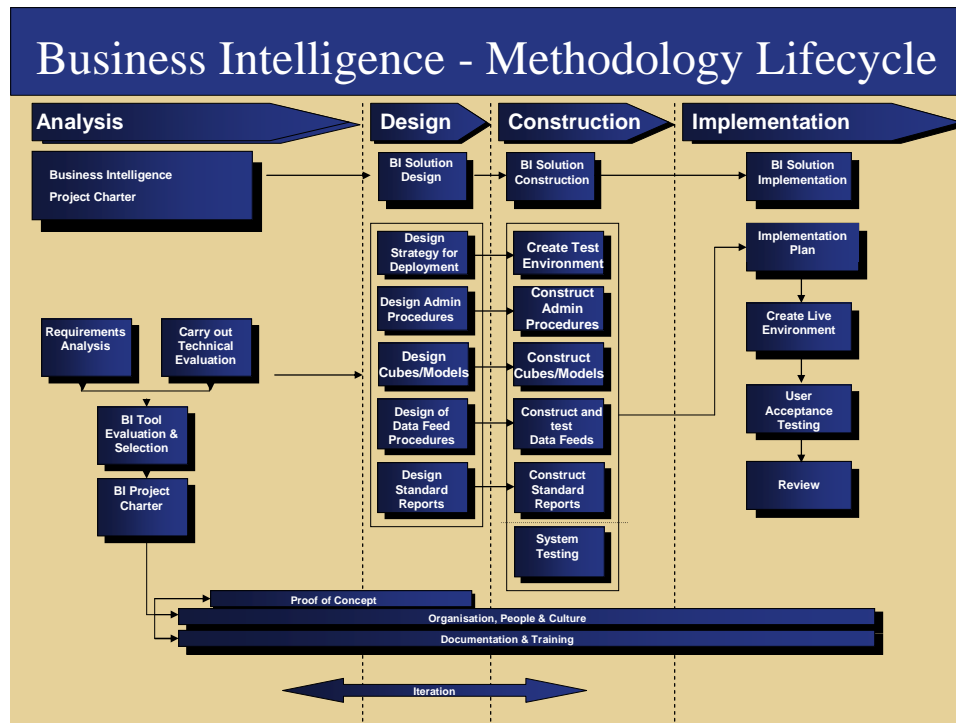 Business Intelligence - Methodology Lifecycle
Analysis
Design
Construction
Implementation
Business Intelligence
Project Charter
BI Solution
Design
BI Solution
Construction
BI Solution
Implementation
Design
Strategy for
Deployment
Create Test
Environment
Implementation
Plan
Design Admin
Procedures
Construct
Admin
Procedures
Create Live
Environment
Requirements
Analysis
Carry out
Technical
Evaluation
Design
Cubes/Models
Construct
Cubes/Models
User
Acceptance
Testing
BI Tool
Evaluation &
Selection
Design of
Data Feed
Procedures
Construct and
test
Data Feeds
BI Project
Charter
Design
Standard
Reports
Construct
Standard
Reports
Review
System
Testing
Proof of Concept
Organisation, People & Culture
Documentation & Training
Iteration